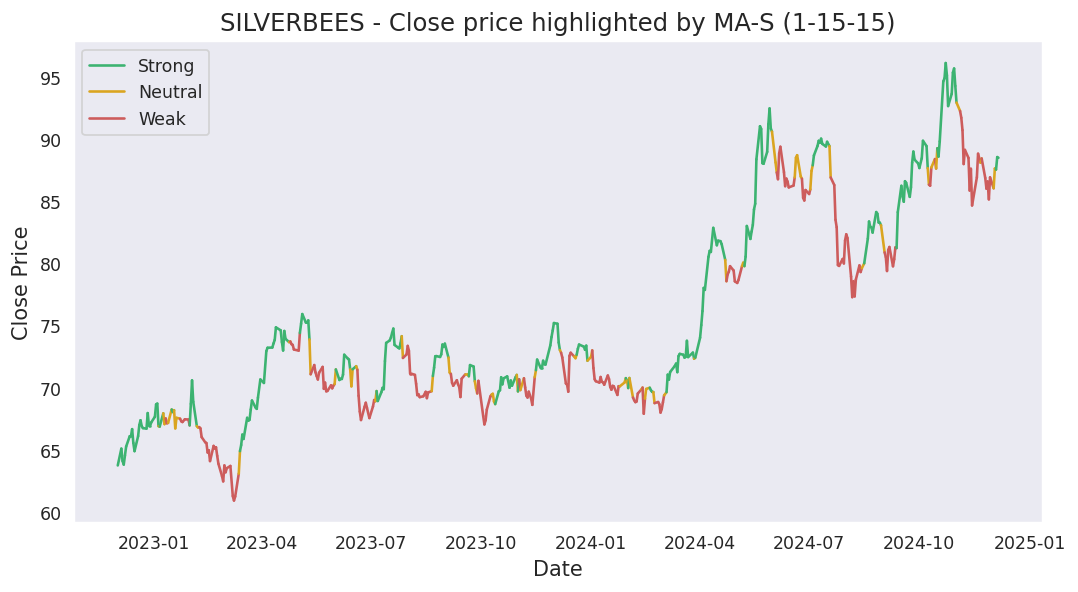 SILVERBEES - Close price highlighted by MA-S (1-15-15)
Strong
Neutral
Weak
Close Price
95
90
85
80
75
70
65
60
2023-01 2023-04 2023-07 2023-10 2024-01 2024-04 2024-07 2024-10 2025-01
Date